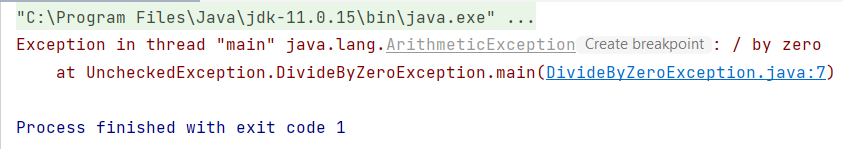 "C:\Program Files\Java\jdk-11.0.15\bin\java.exe" ...
Exception in thread "main" java.lang.ArithmeticException Create breakpoint : / by zero
    at UncheckedException.DivideByZeroException.main(DivideByZeroException.java:7)
Process finished with exit code 1